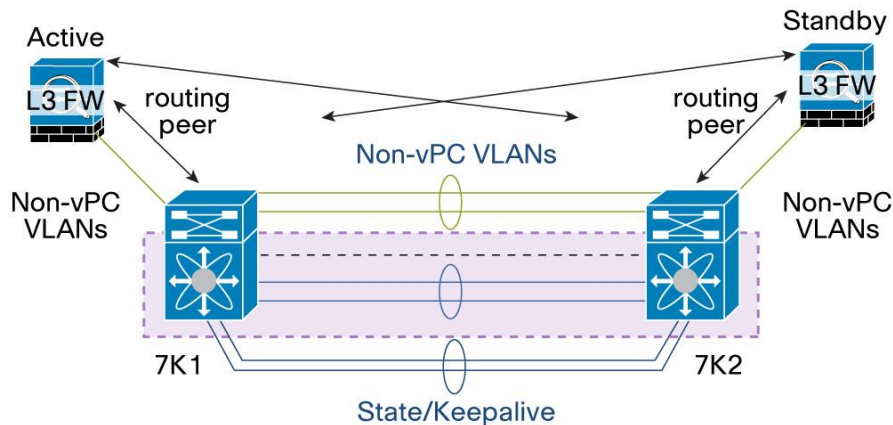 Active
Standby
L3 FW
L3 FW
routing
peer
routing
peer
Non-vPC VLANs
Non-vPC
VLANs
Non-vPC
VLANs
7K1
7K2
State/Keepalive